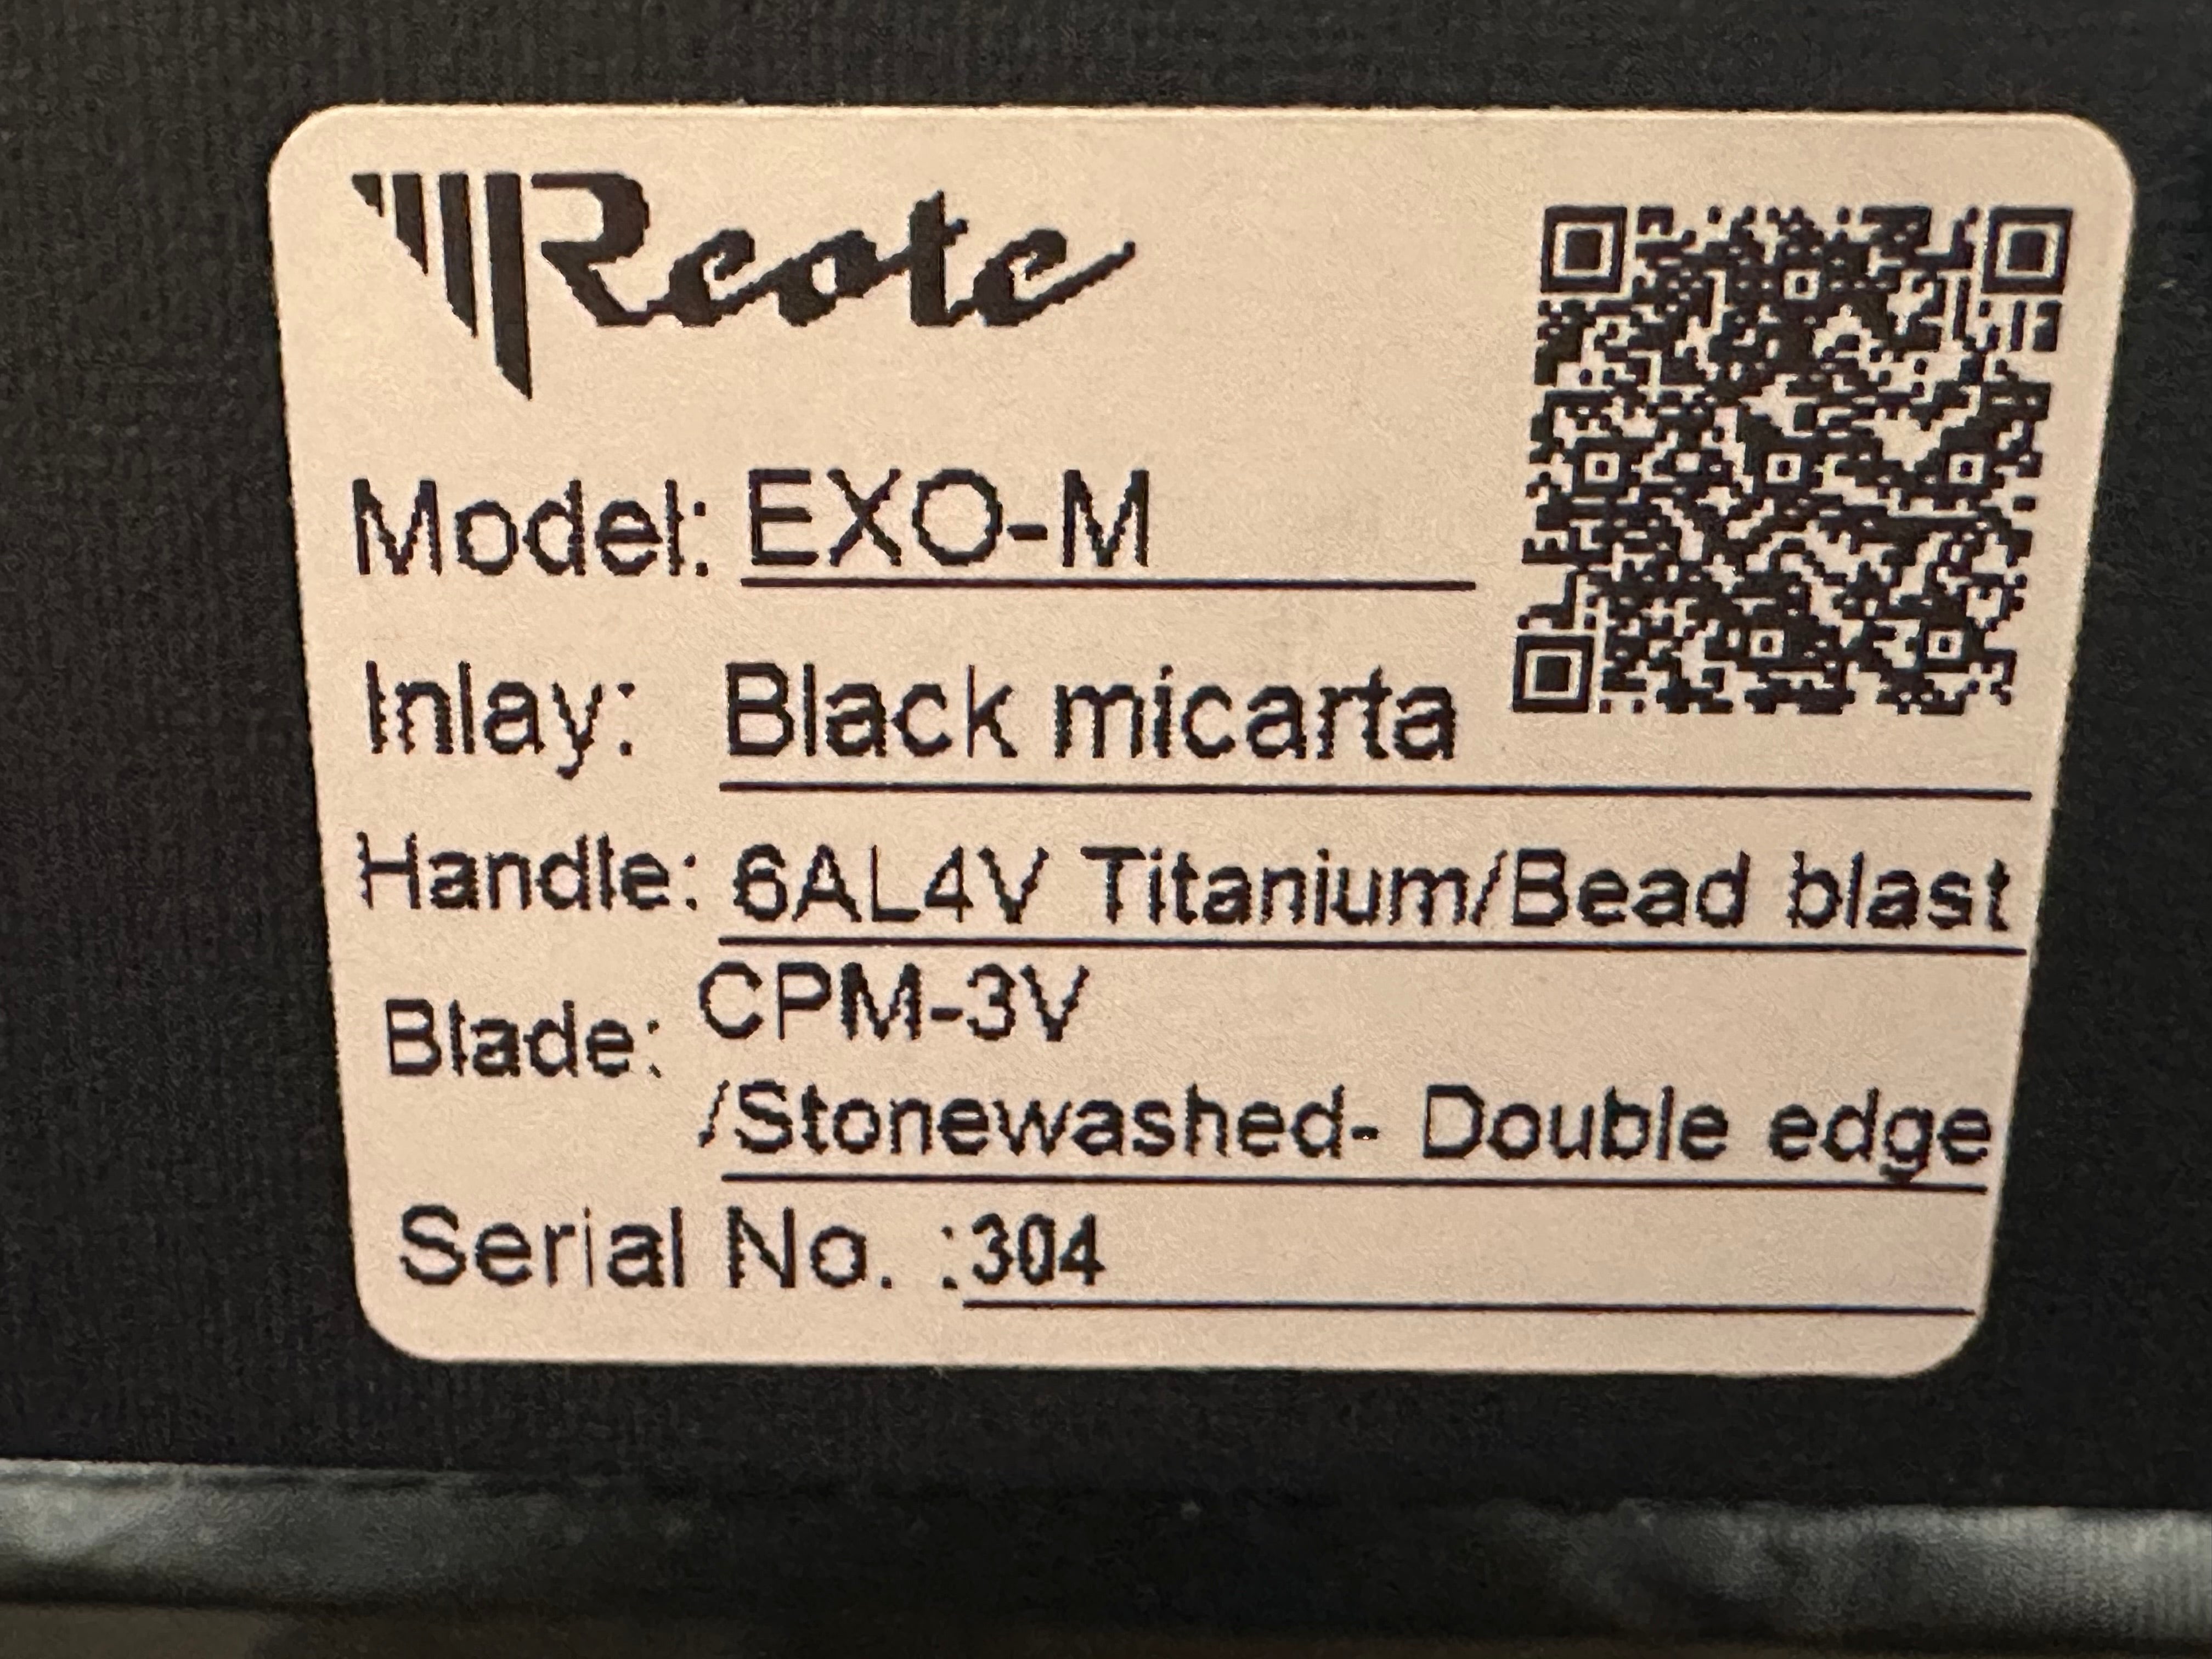 Reate
Model: EXO-M
Inlay: Black micarta
Handle: 6AL4V Titanium/Bead blast
Blade: CPM-3V
/Stonewashed- Double edge
Serial No. :304